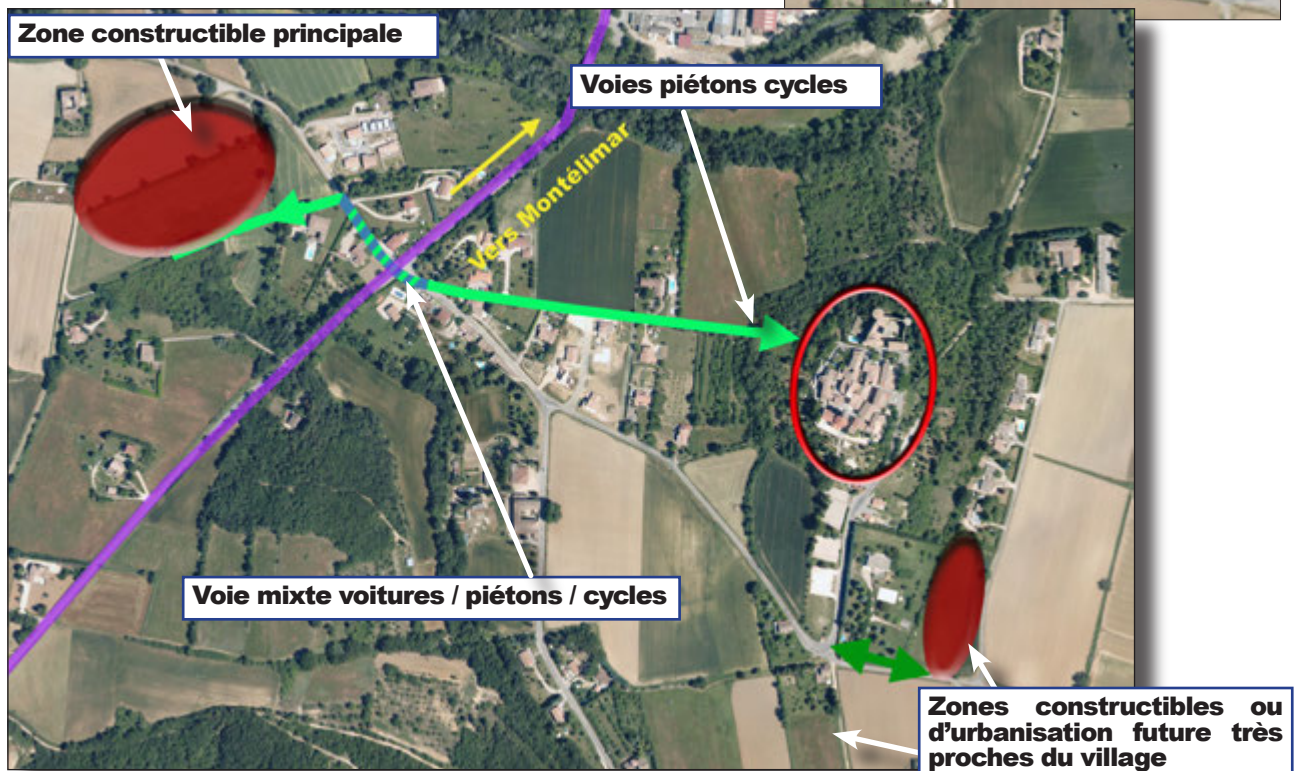 Zone constructible principale
Voies piétons cycles
Vers Montélimar
Voie mixte voitures / piétons / cycles
Zones constructibles ou
d'urbanisation future très
proches du village